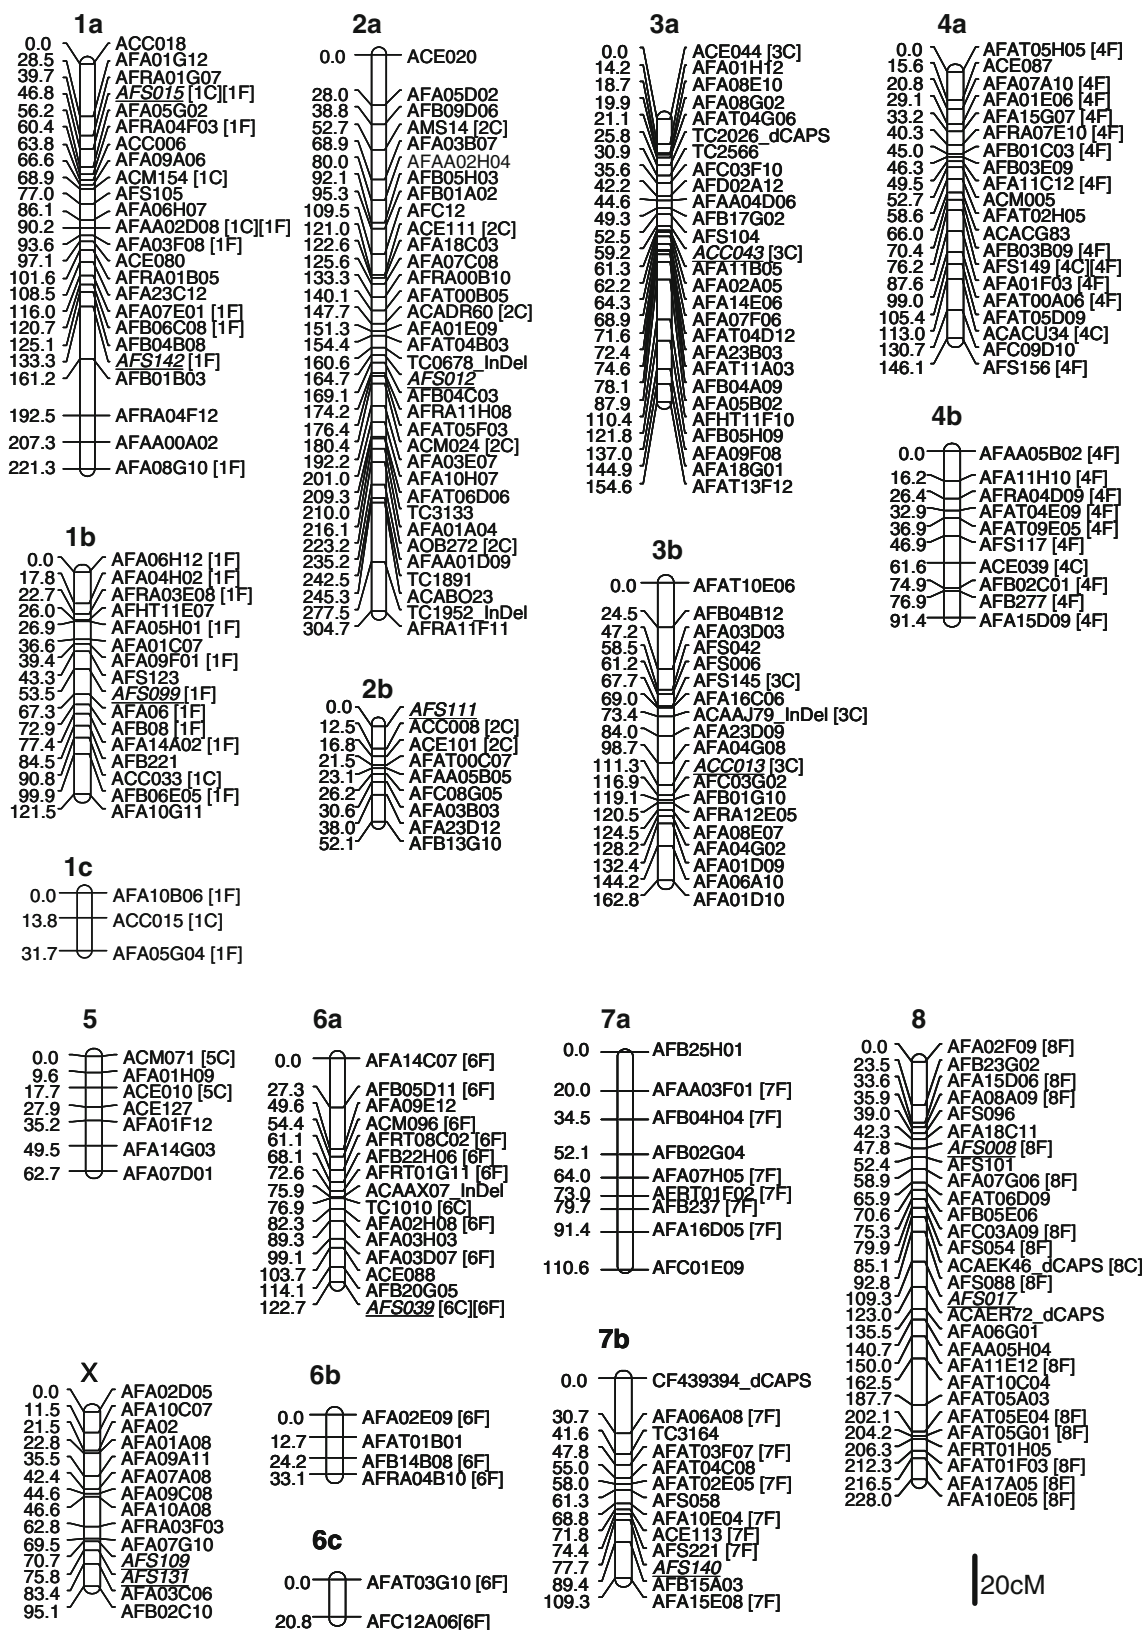 1a
0.0 ACC018
28.5 AFA01G12
39.7 AFRA01G07
46.8 AFS015 [1C][1F]
56.2 AFA05G02
60.4 AFRA04F03 [1F]
63.8 ACC006
66.6 AFA09A06
68.9 ACM154 [1C]
77.0 AFS105
86.1 AFA06H07
90.2 AFAA02D08 [1C][1F]
93.6 AFA03F08 [1F]
97.1 ACE080
101.6 AFRA01B05
108.5 AFA23C12
116.0 AFA07E01 [1F]
120.7 AFB06C08 [1F]
125.1 AFB04B08
133.3 AFS142 [1F]
161.2 AFB01B03
192.5 AFRA04F12
207.3 AFAA00A02
221.3 AFA08G10 [1F]
1b
0.0 AFA06H12 [1F]
17.8 AFA04H02 [1F]
22.7 AFRA03E08 [1F]
26.0 AFHT11E07
26.9 AFA05H01 [1F]
36.6 AFA01C07
39.4 AFA09F01 [1F]
43.3 AFS123
53.5 AFS099 [1F]
67.3 AFA06 [1F]
72.9 AFB08 [1F]
77.4 AFA14A02 [1F]
84.5 AFB221
90.8 ACC033 [1C]
99.9 AFB06E05 [1F]
121.5 AFA10G11
1c
0.0 AFA10B06 [1F]
13.8 ACC015 [1C]
31.7 AFA05G04 [1F]
2a
0.0 ACE020
28.0 AFA05D02
38.8 AFB09D06
52.7 AMS14 [2C]
68.9 AFA03B07
80.0 AFAA02H04
92.1 AFB05H03
95.3 AFB01A02
109.5 AFC12
121.0 ACE111 [2C]
122.6 AFA18C03
125.6 AFA07C08
133.3 AFRA00B10
140.1 AFAT00B05
147.7 ACADR60 [2C]
151.3 AFA01E09
154.4 AFAT04B03
160.6 TC0678_InDel
164.7 AFS012
169.1 AFB04C03
174.2 AFRA11H08
176.4 AFAT05F03
180.4 ACM024 [2C]
192.2 AFA03E07
201.0 AFA10H07
209.3 AFAT06D06
210.0 TC3133
216.1 AFA01A04
223.2 AOB272 [2C]
235.2 AFAA01D09
242.5 TC1891
245.3 ACABO23
277.5 TC1952_InDel
304.7 AFRA11F11
2b
0.0 AFS111
12.5 ACC008 [2C]
16.8 ACE101 [2C]
21.5 AFAT00C07
23.1 AFAA05B05
26.2 AFC08G05
30.6 AFA03B03
38.0 AFA23D12
52.1 AFB13G10
3a
0.0 ACE044 [3C]
14.2 AFA01H12
18.7 AFA08E10
19.9 AFA08G02
21.1 AFAT04G06
25.8 TC2026_dCAPS
30.9 TC2566
35.6 AFC03F10
42.2 AFD02A12
44.6 AFAA04D06
49.3 AFB17G02
52.5 AFS104
59.2 ACC043 [3C]
61.3 AFA11B05
62.2 AFA02A05
64.3 AFA14E06
68.9 AFA07F06
71.6 AFAT04D12
72.4 AFA23B03
74.6 AFAT11A03
78.1 AFB04A09
87.9 AFA05B02
110.4 AFHT11F10
121.8 AFB05H09
137.0 AFA09F08
144.9 AFA18G01
154.6 AFAT13F12
3b
0.0 AFAT10E06
24.5 AFB04B12
47.2 AFA03D03
58.5 AFS042
61.2 AFS006
67.7 AFS145 [3C]
69.0 AFA16C06
73.4 ACAAJ79_InDel [3C]
84.0 AFA23D09
98.7 AFA04G08
111.3 ACC013 [3C]
116.9 AFC03G02
119.1 AFB01G10
120.5 AFRA12E05
124.5 AFA08E07
128.2 AFA04G02
132.4 AFA01D09
144.2 AFA06A10
162.8 AFA01D10
4a
0.0 AFAT05H05 [4F]
15.6 ACE087
20.8 AFA07A10 [4F]
29.1 AFA01E06 [4F]
33.2 AFA15G07 [4F]
40.3 AFRA07E10 [4F]
45.0 AFB01C03 [4F]
46.3 AFB03E09
49.5 AFA11C12 [4F]
52.7 ACM005
58.6 AFAT02H05
66.0 ACACG83
70.4 AFB03B09 [4F]
76.2 AFS149 [4C][4F]
87.6 AFA01F03 [4F]
99.0 AFAT00A06 [4F]
105.4 AFAT05D09
113.0 ACACU34 [4C]
130.7 AFC09D10
146.1 AFS156 [4F]
4b
0.0 AFAA05B02 [4F]
16.2 AFA11H10 [4F]
26.4 AFRA04D09 [4F]
32.9 AFAT04E09 [4F]
36.9 AFAT09E05 [4F]
46.9 AFS117 [4F]
61.6 ACE039 [4C]
74.9 AFB02C01 [4F]
76.9 AFB277 [4F]
91.4 AFA15D09 [4F]
5
0.0 ACM071 [5C]
9.6 AFA01H09
17.7 ACE010 [5C]
27.9 ACE127
35.2 AFA01F12
49.5 AFA14G03
62.7 AFA07D01
X
0.0 AFA02D05
11.5 AFA10C07
21.5 AFA02
22.8 AFA01A08
35.5 AFA09A11
42.4 AFA07A08
44.6 AFA09C08
46.6 AFA10A08
62.8 AFRA03F03
69.5 AFA07G10
70.7 AFS109
75.8 AFS131
83.4 AFA03C06
95.1 AFB02C10
6a
0.0 AFA14C07 [6F]
27.3 AFB05D11 [6F]
49.6 AFA09E12
54.4 ACM096 [6F]
61.1 AFRT08C02 [6F]
68.1 AFB22H06 [6F]
72.6 AFRT01G11 [6F]
75.9 ACAAX07_InDel
76.9 TC1010 [6C]
82.3 AFA02H08 [6F]
89.3 AFA03H03
99.1 AFA03D07 [6F]
103.7 ACE088
114.1 AFB20G05
122.7 AFS039 [6C][6F]
6b
0.0 AFA02E09 [6F]
12.7 AFAT01B01
24.2 AFB14B08 [6F]
33.1 AFRA04B10 [6F]
6c
0.0 AFAT03G10 [6F]
20.8 AFC12A06[6F]
7a
0.0 AFB25H01
20.0 AFAA03F01 [7F]
34.5 AFB04H04 [7F]
52.1 AFB02G04
64.0 AFA07H05 [7F]
73.0 AFRT01F02 [7F]
79.7 AFB237 [7F]
91.4 AFA16D05 [7F]
110.6 AFC01E09
7b
0.0 CF439394_dCAPS
30.7 AFA06A08 [7F]
41.6 TC3164
47.8 AFAT03F07 [7F]
55.0 AFAT04C08
58.0 AFAT02E05 [7F]
61.3 AFS058
68.8 AFA10E04 [7F]
71.8 ACE113 [7F]
74.4 AFS221 [7F]
77.7 AFS140
89.4 AFB15A03
109.3 AFA15E08 [7F]
8
0.0 AFA02F09 [8F]
23.5 AFB23G02
33.6 AFA15D06 [8F]
35.9 AFA08A09 [8F]
39.0 AFS096
42.3 AFA18C11
47.8 AFS008 [8F]
52.4 AFS101
58.9 AFA07G06 [8F]
65.9 AFAT06D09
70.6 AFB05E06
75.3 AFC03A09 [8F]
79.9 AFS054 [8F]
85.1 ACAEK46_dCAPS [8C]
92.8 AFS088 [8F]
109.3 AFS017
123.0 ACAER72_dCAPS
135.5 AFA06G01
140.7 AFAA05H04
150.0 AFA11E12 [8F]
162.5 AFAT10C04
187.7 AFAT05A03
202.1 AFAT05E04 [8F]
204.2 AFAT05G01 [8F]
206.3 AFRT01H05
212.3 AFAT01F03 [8F]
216.5 AFA17A05 [8F]
228.0 AFA10E05 [8F]
20cM